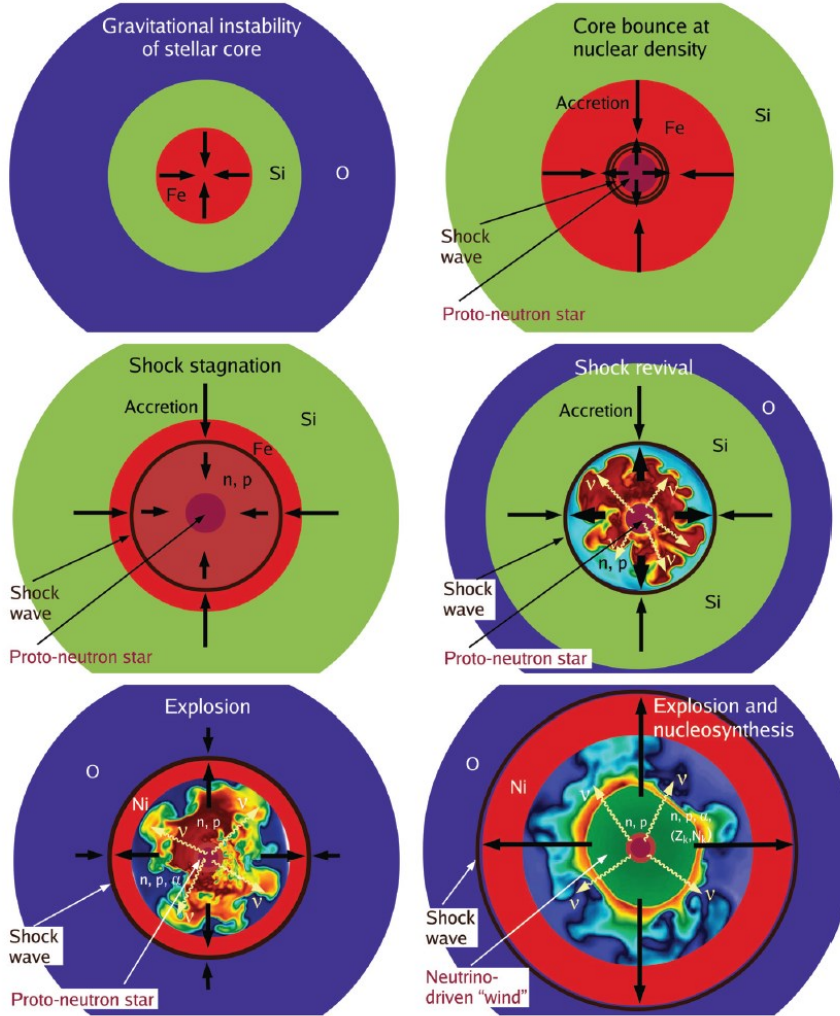 Gravitational instability
of stellar core
Fe
Si
O
Core bounce at
nuclear density
Accretion
Fe
Si
Shock
wave
Proto-neutron star
Shock stagnation
Accretion
Si
Fe
n, p
Shock
wave
Proto-neutron star
Shock revival
O
Accretion
Si
ν
ν
n, p
ν
ν
Shock
wave
Si
Proto-neutron star
Explosion
O
Ni
n, p
ν
ν
n, p, α
ν
ν
Shock
wave
Proto-neutron star
Explosion and
nucleosynthesis
O
Ni
ν
ν
n, p
n, p, α,
(Zₖ,Nₖ)
ν
ν
Shock
wave
Neutrino-
driven “wind”